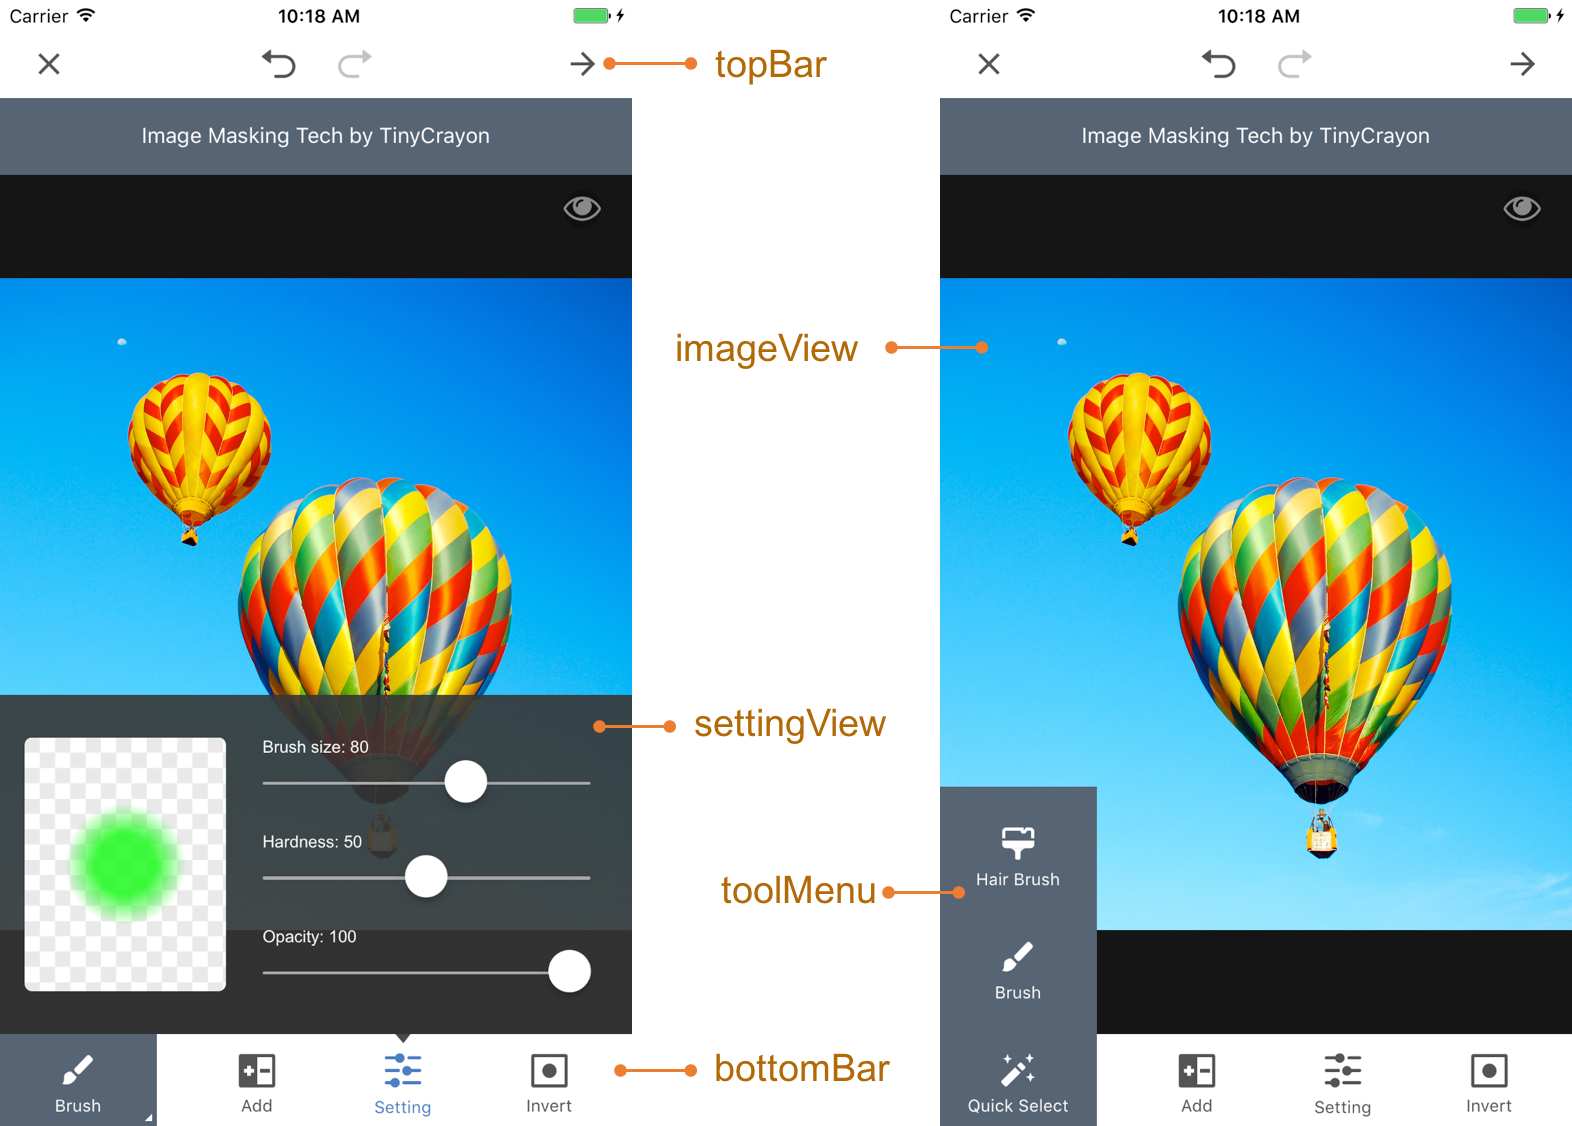 Carrier 10:18 AM
topBar
Image Masking Tech by TinyCrayon
Brush size: 80
Hardness: 50
Opacity: 100
Brush Add Setting Invert
imageView
settingView
toolMenu
bottomBar
Carrier 10:18 AM
Image Masking Tech by TinyCrayon
Hair Brush
Brush
Quick Select Add Setting Invert